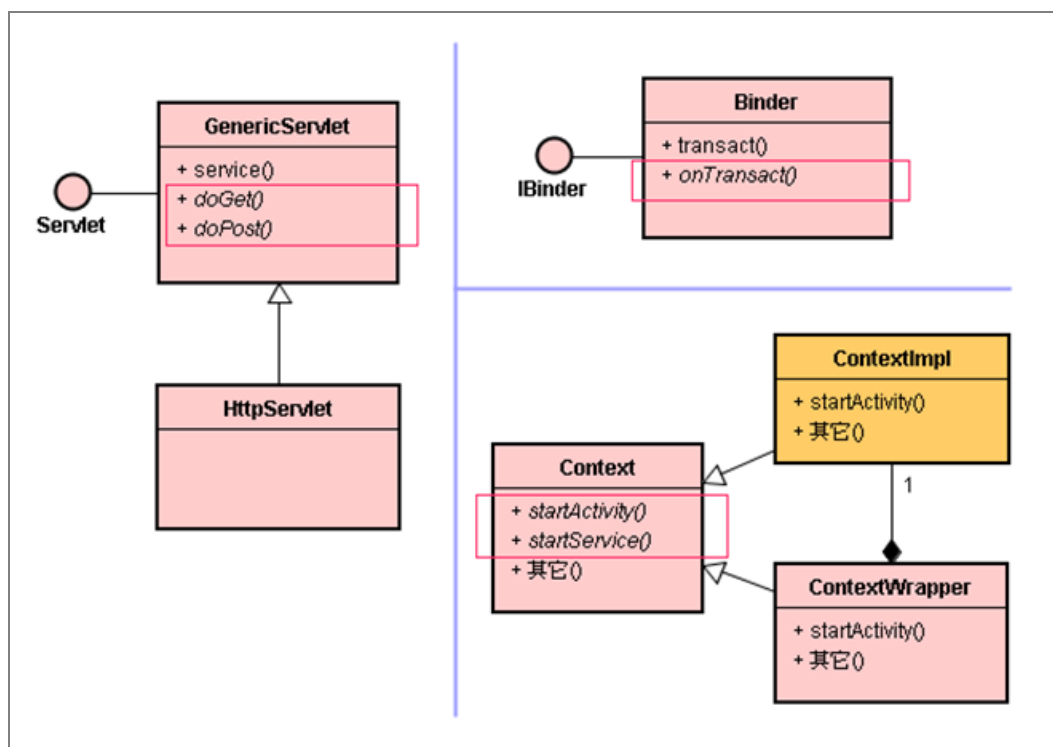 GenericServlet
+ service()
+ doGet()
+ doPost()
Servlet
HttpServlet
Binder
+ transact()
+ onTransact()
IBinder
ContextImpl
+ startActivity()
+ 其它()
1
Context
+ startActivity()
+ startService()
+ 其它()
ContextWrapper
+ startActivity()
+ 其它()